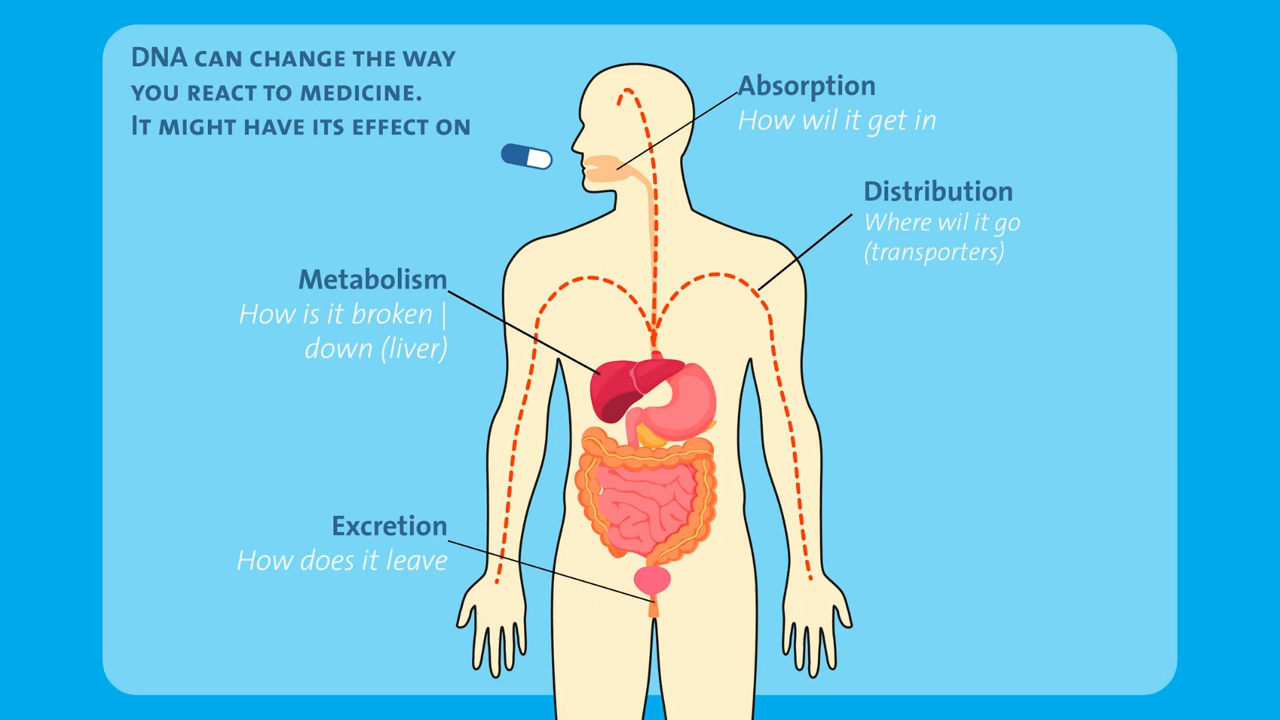 DNA CAN CHANGE THE WAY
YOU REACT TO MEDICINE.
IT MIGHT HAVE ITS EFFECT ON
Absorption
How wil it get in
Distribution
Where wil it go
(transporters)
Metabolism
How is it broken |
down (liver)
Excretion
How does it leave